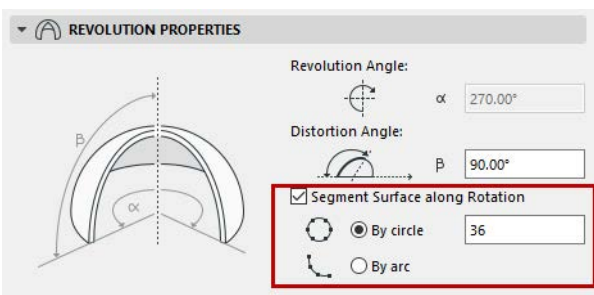 REVOLUTION PROPERTIES
Revolution Angle:
α 270.00°
Distortion Angle:
β 90.00°
β
α
Segment Surface along Rotation
By circle 36
By arc